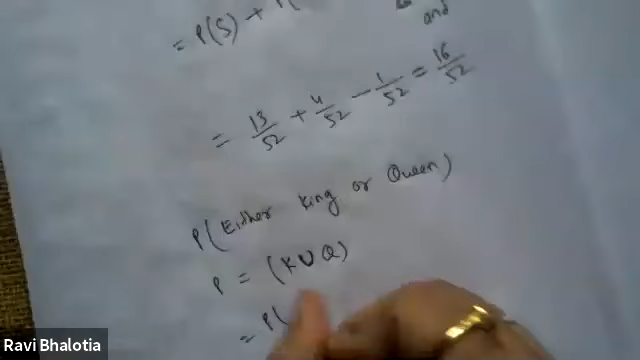 = P(S) + P(
and
= 13/52 + 4/52 - 1/52 = 16/52
P(Either King or Queen)
P = (K∪Q)
= P(
Ravi Bhalotia